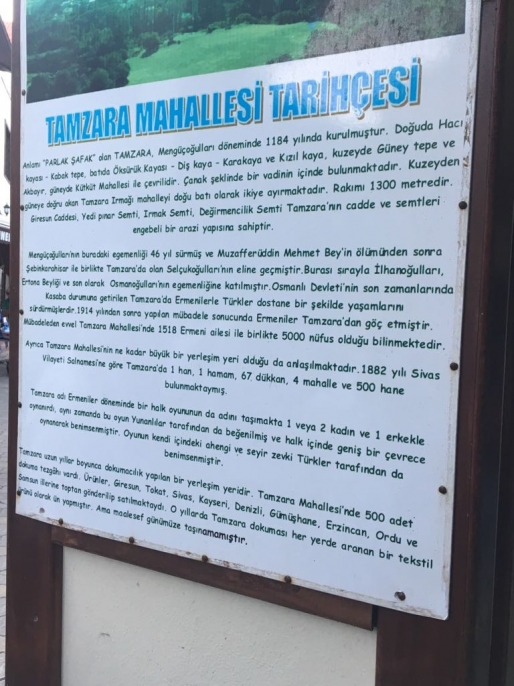 TAMZARA MAHALLESİ TARİHÇESİ
Anlamı "PARLAK ŞAFAK" olan TAMZARA, Mengüçoğulları döneminde 1184 yılında kurulmuştur. Doğuda Hacı
kayası - Kabak tepe, batıda Öksürük Kayası - Diş kaya - Karakaya ve Kızıl kaya, kuzeyde Güney tepe ve
Akbayır, güneyde Kütküt Mahallesi ile çevrilidir. Çanak şeklinde bir vadinin içinde bulunmaktadır. Kuzeyden
güneye doğru akan Tamzara Irmağı mahalleyi doğu batı olarak ikiye ayırmaktadır. Rakımı 1300 metredir.
Giresun Caddesi, Yedi pınar Semti, Irmak Semti, Değirmencilik Semti Tamzara'nın cadde ve semtleri
engebeli bir arazi yapısına sahiptir.
Mengüçağulları'nın buradaki egemenliği 46 yıl sürmüş ve Muzafferüddin Mehmet Bey'in ölümünden sonra
Şebinkarahisar ile birlikte Tamzara'da olan Selçukoğulları'nın eline geçmiştir.Burası sırayla İlhanoğulları,
Ertana Beyliği ve son olarak Osmanoğulları'nın egemenliğine katılmıştır.Osmanlı Devleti'nin son zamanlarında
Kasaba durumuna getirilen Tamzara'da Ermenilerle Türkler dostane bir şekilde yaşamlarını
sürdürmüşlerdir.1914 yılından sonra yapılan mübadele sonucunda Ermeniler Tamzara'dan göç etmiştir.
Mübadeleden evvel Tamzara Mahallesi'nde 1518 Ermeni ailesi ile birlikte 5000 nüfus olduğu bilinmektedir.
Ayrıca Tamzara Mahallesi'nin ne kadar büyük bir yerleşim yeri olduğu da anlaşılmaktadır.1882 yılı Sivas
Vilayeti Salnamesi'ne göre Tamzara'da 1 han, 1 hamam, 67 dükkan, 4 mahalle ve 500 hane
bulunmaktaymış.
Tamzara adı Ermeniler döneminde bir halk oyununun da adını taşımakta 1 veya 2 kadın ve 1 erkekle
oynanırdı, aynı zamanda bu oyun Yunanlılar tarafından da beğenilmiş ve halk içinde geniş bir çevrece
oynanarak benimsenmiştir. Oyunun kendi içindeki ahengi ve seyir zevki Türkler tarafından da
benimsenmiştir.
Tamzara uzun yıllar boyunca dokumacılık yapılan bir yerleşim yeridir. Tamzara Mahallesi'nde 500 adet
dokuma tezgâhı vardı. Ürünler, Giresun, Tokat, Sivas, Kayseri, Denizli, Gümüşhane, Erzincan, Ordu ve
Samsun illerine toptan gönderilip satılmaktaydı. O yıllarda Tamzara dokuması her yerde aranan bir tekstil
ürünü olarak ün yapmıştır. Ama maalesef günümüze taşınamamıştır.